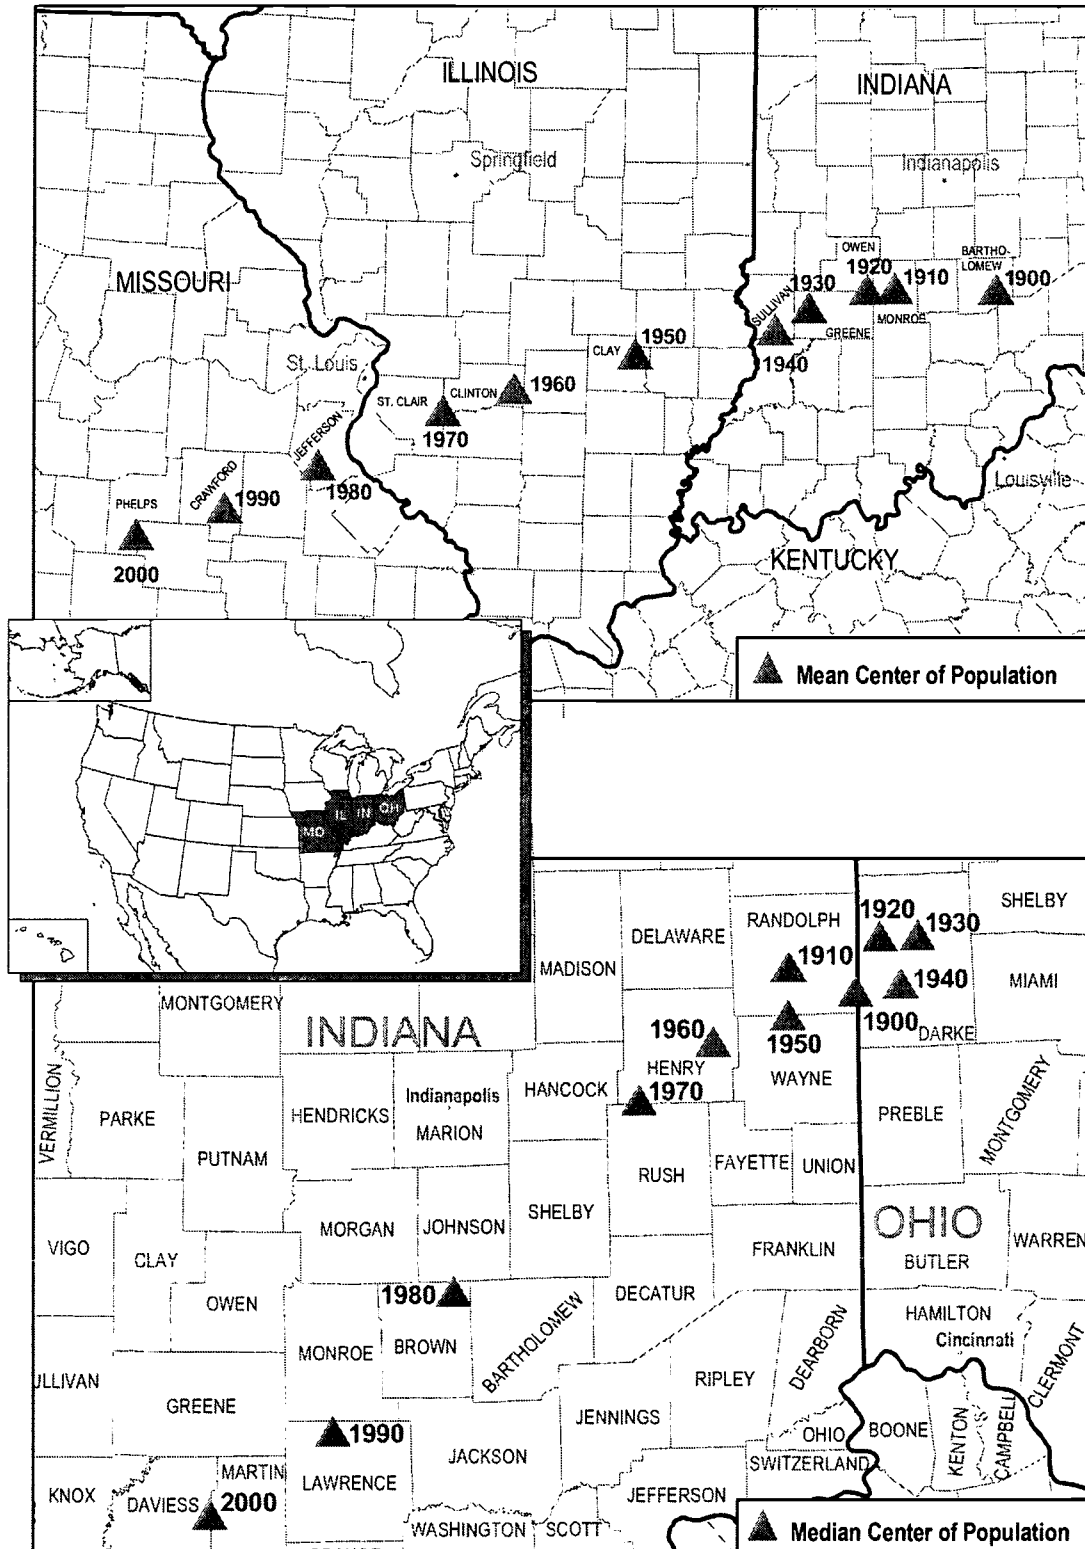 ILLINOIS
INDIANA
Springfield
Indianapolis
MISSOURI
OWEN
1920
1910
BARTHO-
LOMEW
1900
1930
SULLIVAN
MONROE
GREENE
1940
1950
CLAY
St. Louis
1960
CLINTON
ST. CLAIR
1970
JEFFERSON
1980
CRAWFORD
1990
PHELPS
2000
Louisville
KENTUCKY
Mean Center of Population
MO
IL
IN
OH
SHELBY
1920
1930
RANDOLPH
DELAWARE
MADISON
1910
1940
MIAMI
MONTGOMERY
INDIANA
1960
1950
1900
DARKE
HENRY
WAYNE
VERMILLION
PARKE
HENDRICKS
Indianapolis
MARION
HANCOCK
1970
PREBLE
MONTGOMERY
PUTNAM
RUSH
FAYETTE
UNION
SHELBY
MORGAN
JOHNSON
OHIO
VIGO
CLAY
FRANKLIN
BUTLER
WARREN
OWEN
1980
DECATUR
BARTHOLOMEW
HAMILTON
Cincinnati
MONROE
BROWN
DEARBORN
CLERMONT
ULLIVAN
GREENE
RIPLEY
JENNINGS
1990
JACKSON
OHIO
BOONE
KENTON
CAMPBELL
MARTIN
LAWRENCE
SWITZERLAND
KNOX
DAVIESS
2000
JEFFERSON
WASHINGTON
SCOTT
Median Center of Population